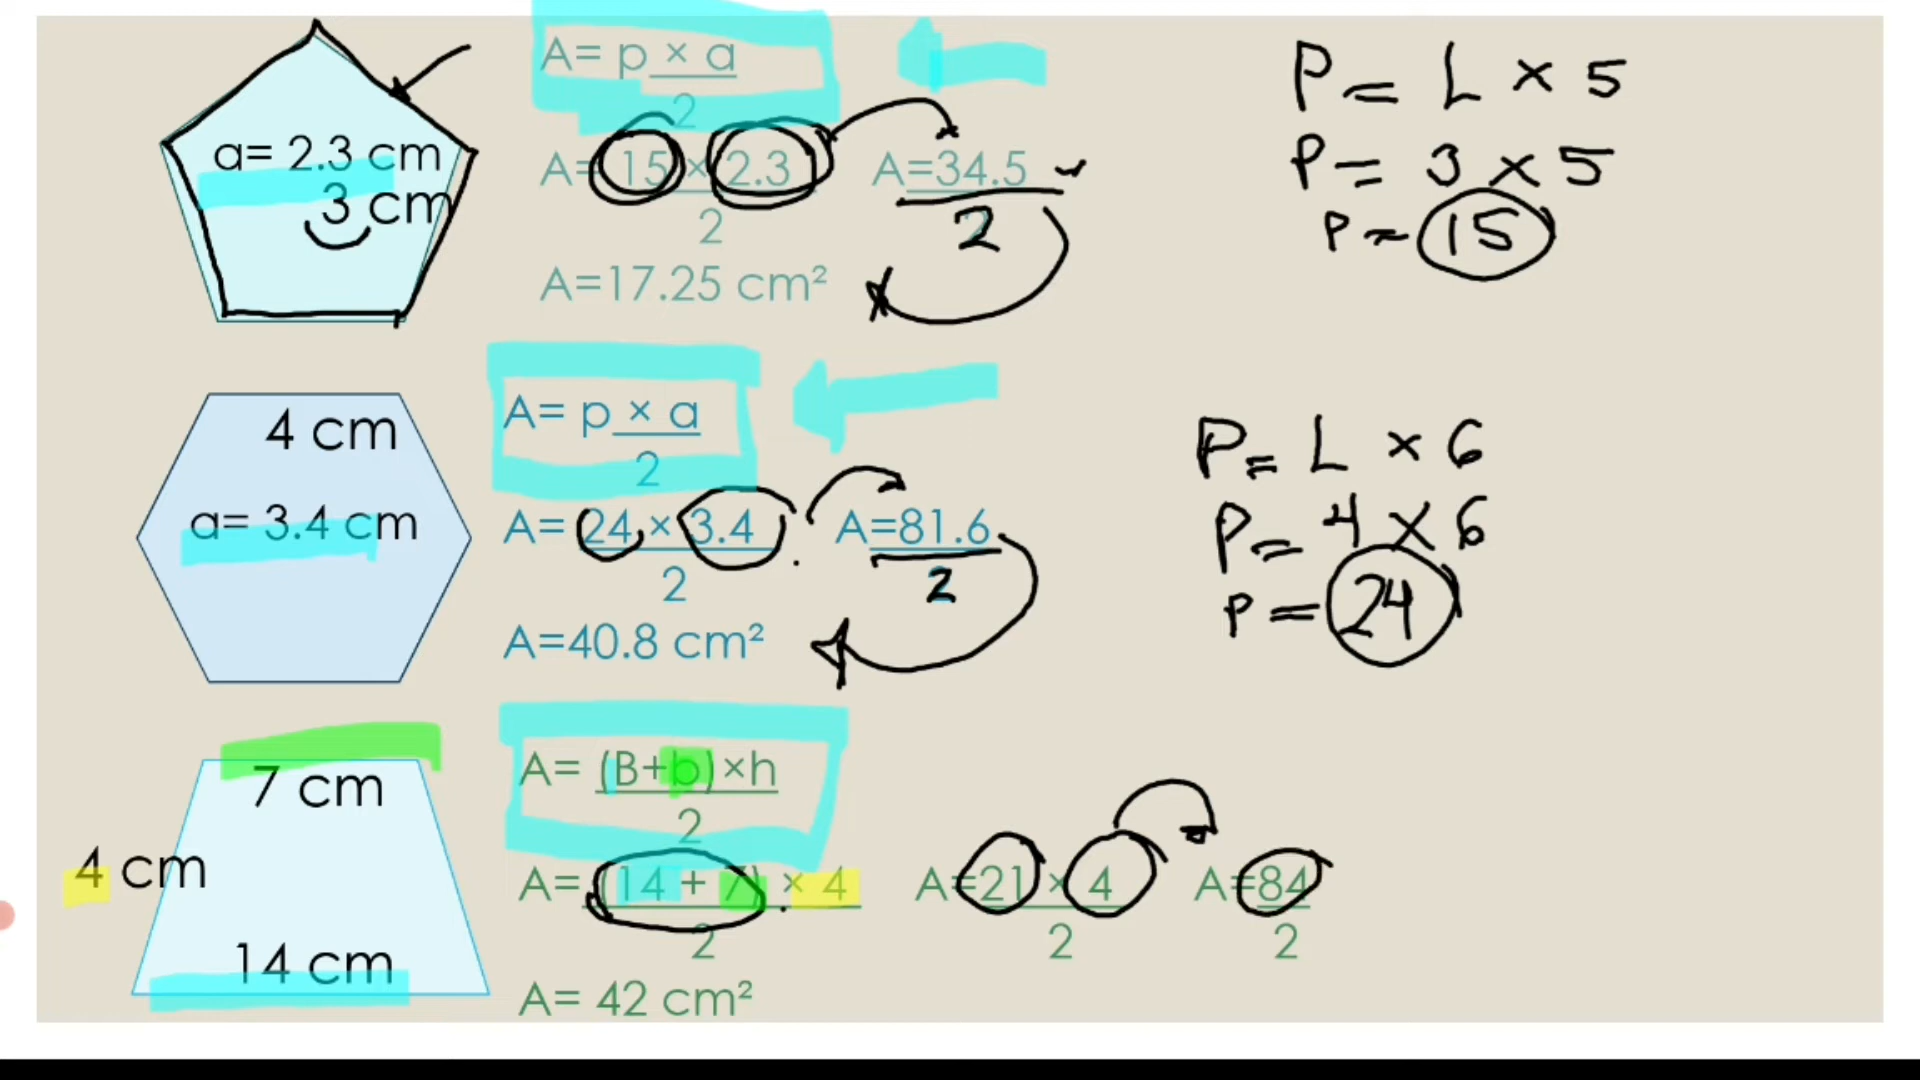 a= 2.3 cm
3 cm
A= p × a
2
A= 15 × 2.3
2
A=34.5
2
A=17.25 cm²
P= L × 5
P= 3 × 5
P= 15
4 cm
a= 3.4 cm
A= p × a
2
A= 24 × 3.4
2
A=81.6
2
A=40.8 cm²
P= L × 6
P= 4 × 6
P= 24
7 cm
4 cm
14 cm
A= (B+b)×h
2
A= (14 + 7) × 4
2
A=21 × 4
2
A=84
2
A= 42 cm²